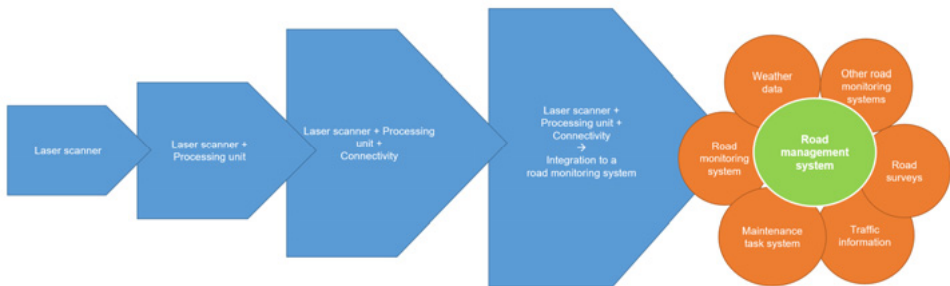 Laser scanner
Laser scanner +
Processing unit
Laser scanner + Processing
unit +
Connectivity
Laser scanner +
Processing unit +
Connectivity
→
Integration to a
road monitoring system
Weather
data
Other road
monitoring
systems
Road
monitoring
system
Road
management
system
Road
surveys
Maintenance
task system
Traffic
information